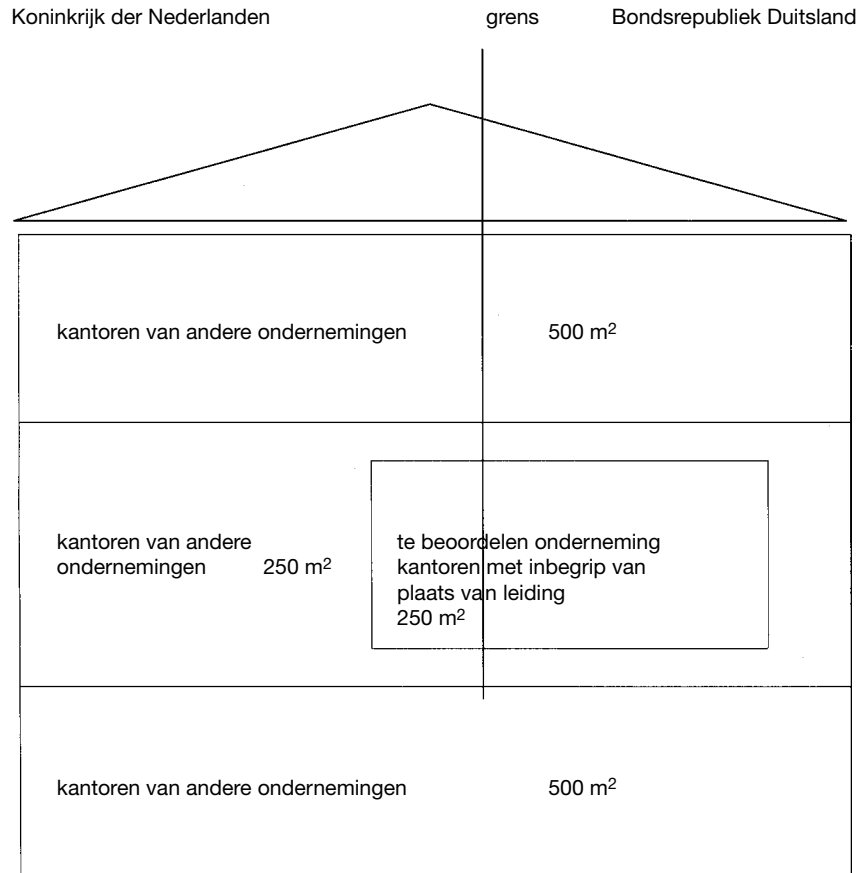 Koninkrijk der Nederlanden grens Bondsrepubliek Duitsland
kantoren van andere ondernemingen 500 m²
kantoren van andere
ondernemingen 250 m²
te beoordelen onderneming
kantoren met inbegrip van
plaats van leiding
250 m²
kantoren van andere ondernemingen 500 m²